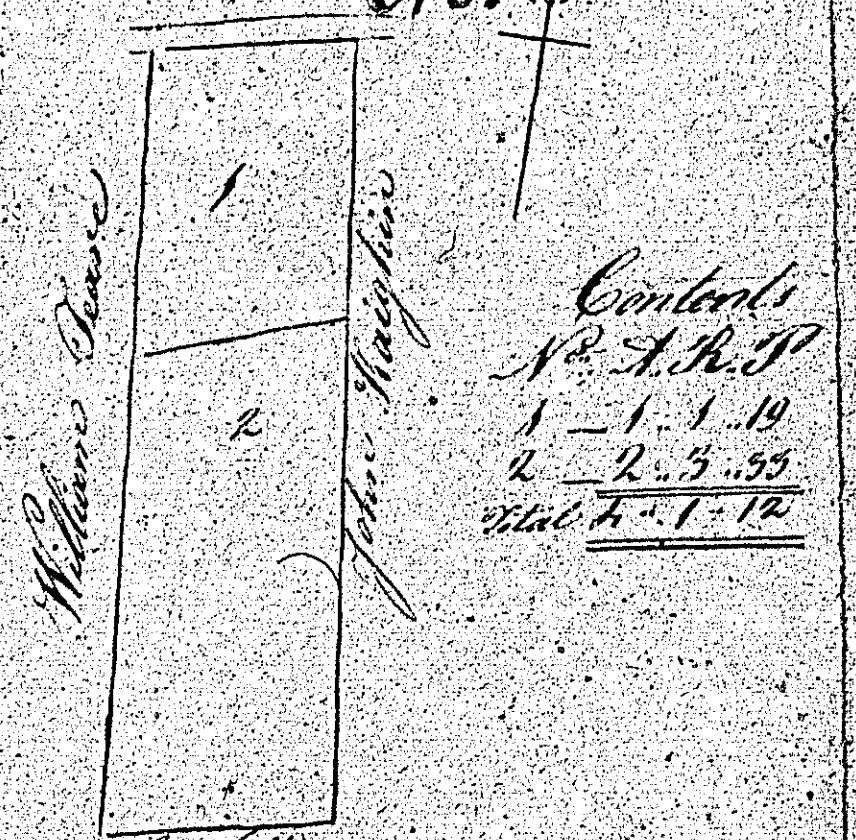 1
2
William Pease
John Kaighin
Contents
No. A. R. P
1 — 1 .. 1 .. 19
2 — 2 .. 3 .. 33
Total 4 .. 1 .. 12